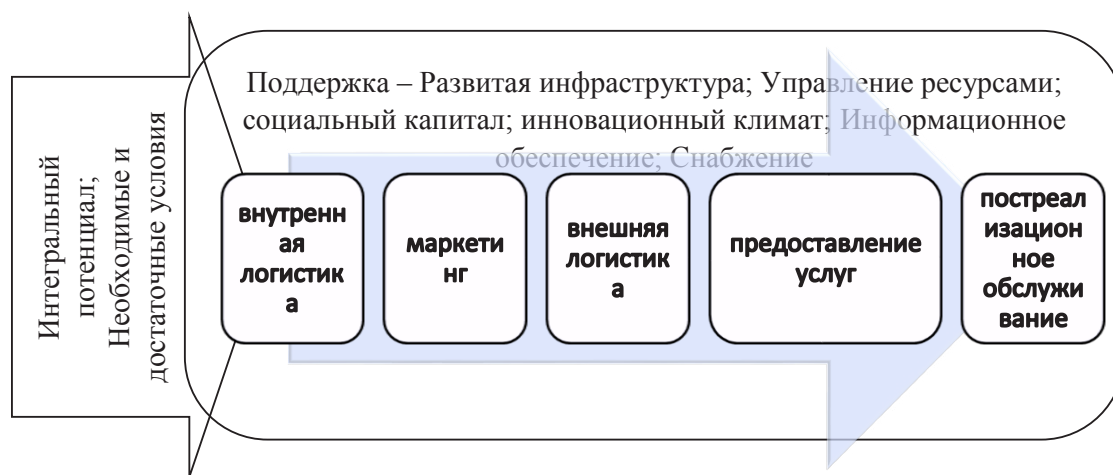 Интегральный
потенциал;
Необходимые и
достаточные условия
Поддержка – Развитая инфраструктура; Управление ресурсами;
социальный капитал; инновационный климат; Информационное
обеспечение; Снабжение
внутренн
ая
логистик
а
маркети
нг
внешняя
логистик
а
предоставление
услуг
постреал
изацион
ное
обслужи
вание